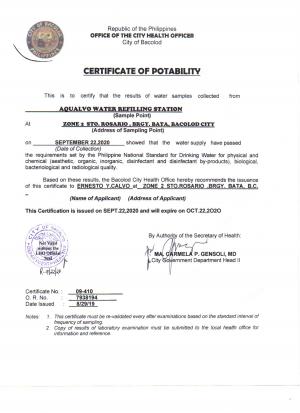 Republic of the Philippines
OFFICE OF THE CITY HEALTH OFFICER
City of Bacolod
CERTIFICATE OF POTABILITY
This is to certify that the results of water samples collected from
AQUALVO WATER REFILLING STATION
(Sample Point)
At ZONE 2 STO. ROSARIO , BRGY. BATA, BACOLOD CITY
(Address of Sampling Point)
on SEPTEMBER 22,2020 showed that the water supply have passed
(Date of Collection)
the requirements set by the Philippine National Standard for Drinking Water for physical and
chemical (aesthetic, organic, inorganic, disinfectant and disinfectant by-products), biological,
bacteriological and radiological quality.
Based on these results, the Bacolod City Health Office hereby recommends the issuance
of this certificate to ERNESTO Y.CALVO at ZONE 2 STO.ROSARIO ,BRGY. BATA, B.C.
(Name of Applicant) (Address of Applicant)
This Certification is issued on SEPT.22,2020 and will expire on OCT.22,2O2O
By Authority of the Secretary of Health:
Not Valid
without the
Seal
MA. CARMELA P. GENSOLI, MD
City Government Department Head II
Certificate No. : 09-410
O. R. No. : 7838194
Date : 8/29/19
Notes: 1. This certificate must be re-validated every after examinations based on the standard interval of
frequency of sampling.
2. Copy of results of laboratory examination must be submitted to the local health office for
information and reference.